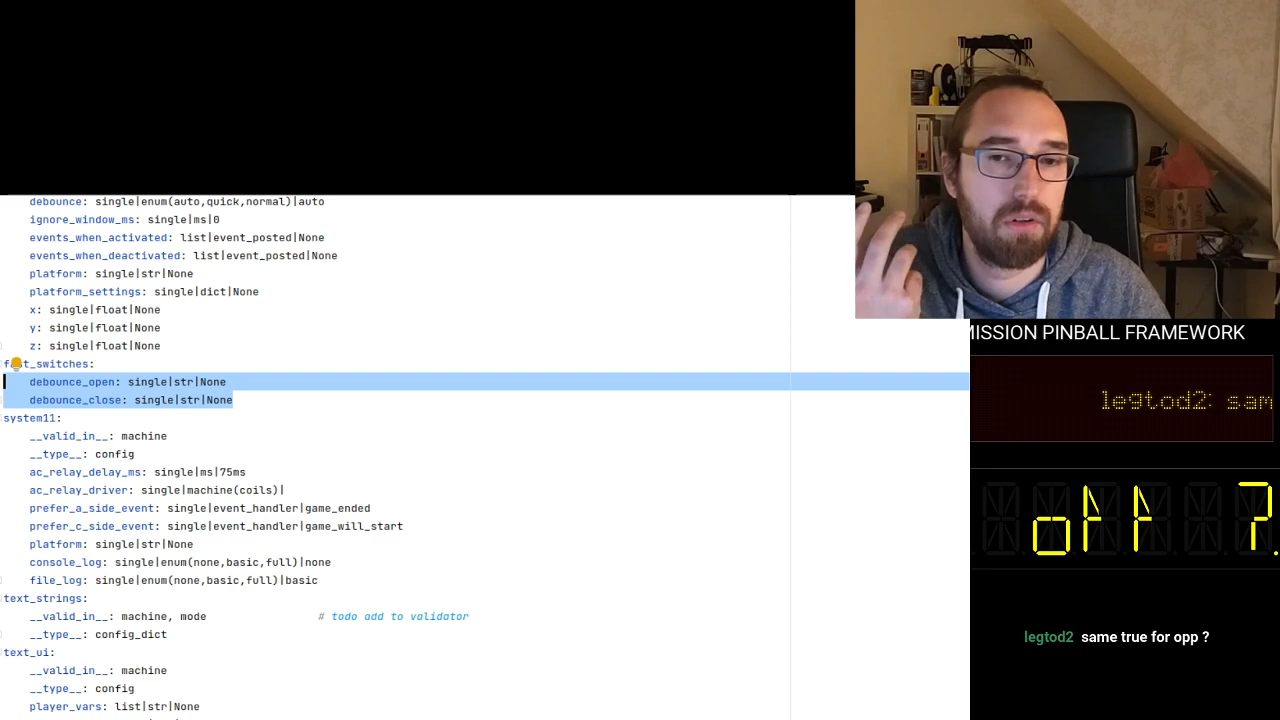 debounce: single|enum(auto,quick,normal)|auto
ignore_window_ms: single|ms|0
events_when_activated: list|event_posted|None
events_when_deactivated: list|event_posted|None
platform: single|str|None
platform_settings: single|dict|None
x: single|float|None
y: single|float|None
z: single|float|None
fast_switches:
debounce_open: single|str|None
debounce_close: single|str|None
system11:
__valid_in__: machine
__type__: config
ac_relay_delay_ms: single|ms|75ms
ac_relay_driver: single|machine(coils)|
prefer_a_side_event: single|event_handler|game_ended
prefer_c_side_event: single|event_handler|game_will_start
platform: single|str|None
console_log: single|enum(none,basic,full)|none
file_log: single|enum(none,basic,full)|basic
text_strings:
__valid_in__: machine, mode # todo add to validator
__type__: config_dict
text_ui:
__valid_in__: machine
__type__: config
player_vars: list|str|None
MISSION PINBALL FRAMEWORK
legtod2: sam
legtod2 same true for opp ?